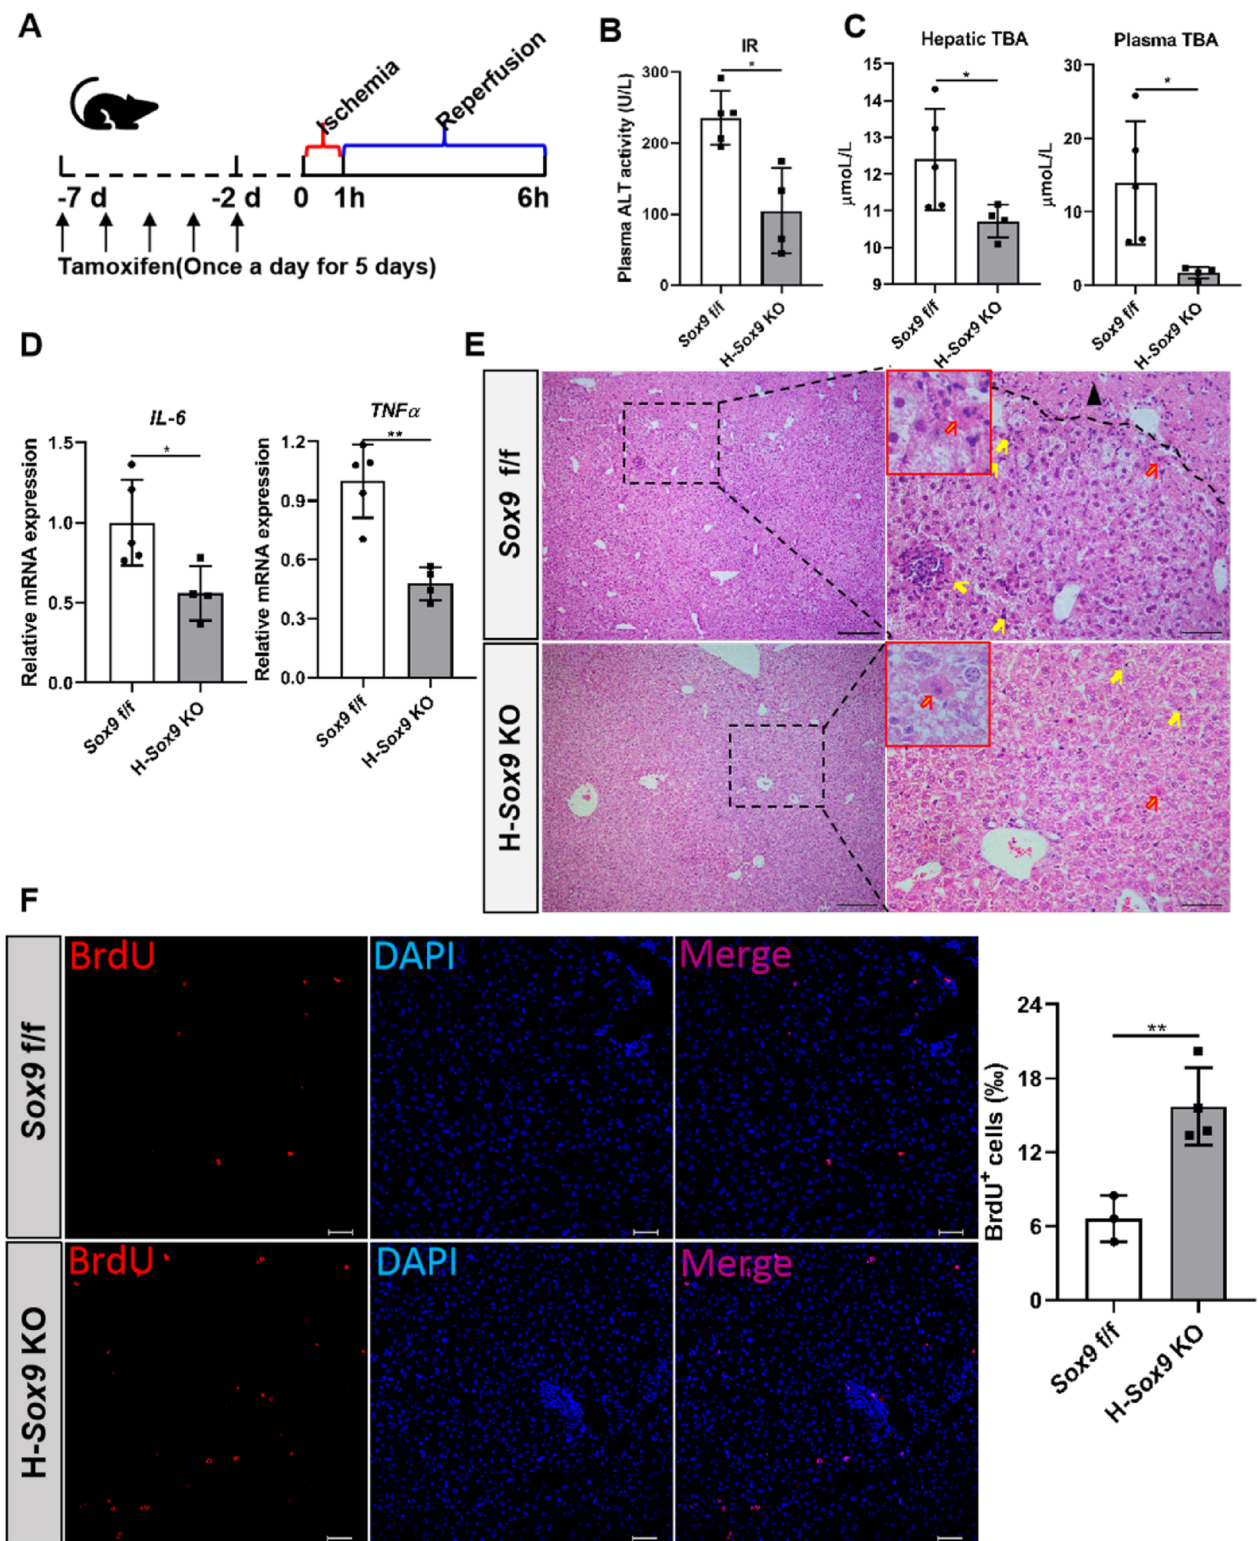 A
Ischemia
Reperfusion
-7 d
-2 d
0
1h
6h
Tamoxifen(Once a day for 5 days)
B
IR
*
Plasma ALT activity (U/L)
300
200
100
0
Sox9 f/f
H-Sox9 KO
C
Hepatic TBA
*
μmoL/L
15
14
13
12
11
10
9
Sox9 f/f
H-Sox9 KO
Plasma TBA
*
μmoL/L
30
20
10
0
Sox9 f/f
H-Sox9 KO
D
IL-6
*
Relative mRNA expression
1.5
1.0
0.5
0.0
Sox9 f/f
H-Sox9 KO
TNFα
**
Relative mRNA expression
1.2
0.9
0.6
0.3
0.0
Sox9 f/f
H-Sox9 KO
E
Sox9 f/f
H-Sox9 KO
F
Sox9 f/f
BrdU
DAPI
Merge
H-Sox9 KO
BrdU
DAPI
Merge
**
BrdU+ cells (‱)
24
18
12
6
0
Sox9 f/f
H-Sox9 KO